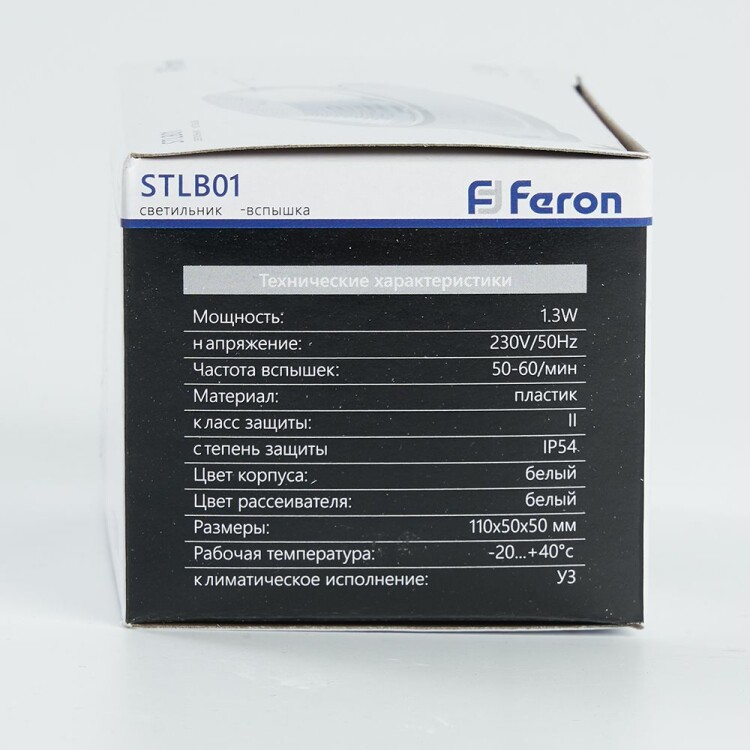 STLB01
светильник -вспышка
Feron
Технические характеристики
Мощность: 1.3W
напряжение: 230V/50Hz
Частота вспышек: 50-60/мин
Материал: пластик
класс защиты: II
степень защиты IP54
Цвет корпуса: белый
Цвет рассеивателя: белый
Размеры: 110x50x50 мм
Рабочая температура: -20...+40°c
климатическое исполнение: У3